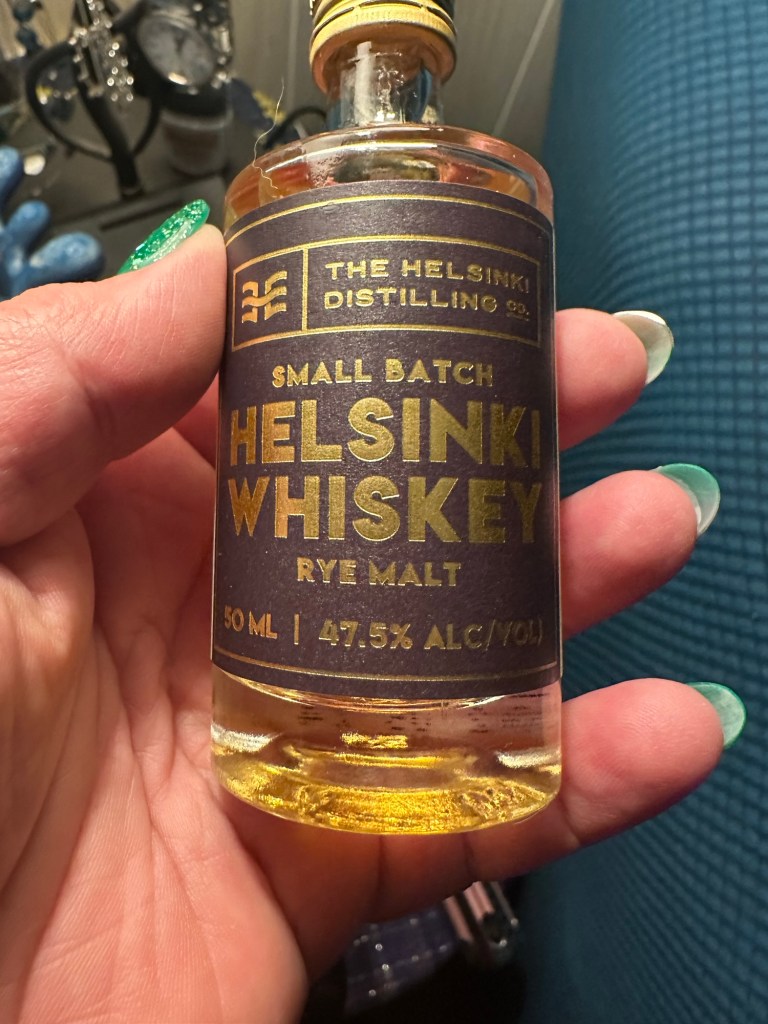 THE HELSINKI
DISTILLING CO.
SMALL BATCH
HELSINKI
WHISKEY
RYE MALT
50 ML | 47.5% ALC/VOL